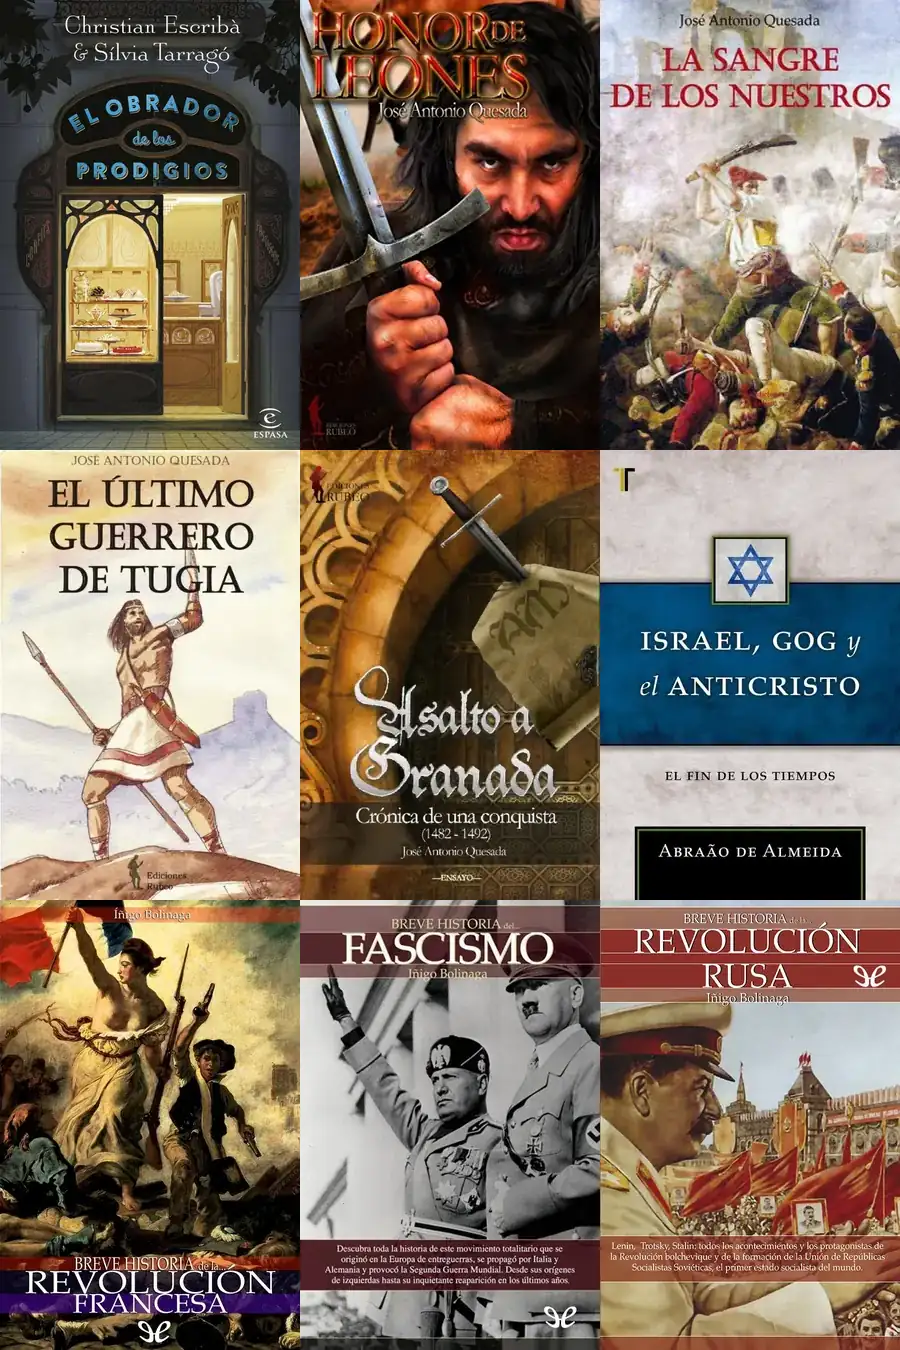 Christian Escribà
& Sílvia Tarragó
EL OBRADOR
de los
PRODIGIOS
ESPASA
HONOR DE
LEONES
José Antonio Quesada
EDICIONES
RUBEO
José Antonio Quesada
LA SANGRE
DE LOS NUESTROS
JOSÉ ANTONIO QUESADA
EL ÚLTIMO
GUERRERO
DE TUGIA
Ediciones
Rubeo
EDICIONES
RUBEO
Asalto a
Granada
Crónica de una conquista
(1482 - 1492)
José Antonio Quesada
—ENSAYO—
ISRAEL, GOG y
el ANTICRISTO
EL FIN DE LOS TIEMPOS
ABRAÃO DE ALMEIDA
Íñigo Bolinaga
BREVE HISTORIA de la...
REVOLUCIÓN
FRANCESA
BREVE HISTORIA del...
FASCISMO
Íñigo Bolinaga
Descubra toda la historia de este movimiento totalitario que se
originó en la Europa de entreguerras, se propagó por Italia y
Alemania y provocó la Segunda Guerra Mundial. Desde sus orígenes
de izquierdas hasta su inquietante reaparición en los últimos años.
BREVE HISTORIA de la...
REVOLUCIÓN
RUSA
Íñigo Bolinaga
Lenin, Trotsky, Stalin: todos los acontecimientos y los protagonistas de
la Revolución bolchevique y de la formación de la Unión de Repúblicas
Socialistas Soviéticas, el primer estado socialista del mundo.